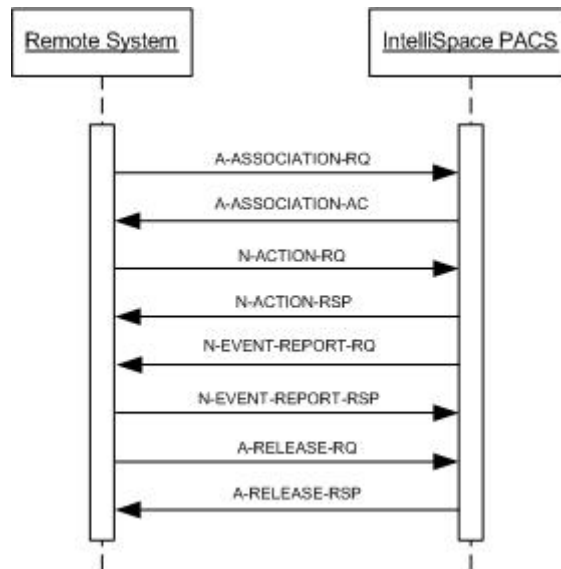 Remote System
IntelliSpace PACS
A-ASSOCIATION-RQ
A-ASSOCIATION-AC
N-ACTION-RQ
N-ACTION-RSP
N-EVENT-REPORT-RQ
N-EVENT-REPORT-RSP
A-RELEASE-RQ
A-RELEASE-RSP